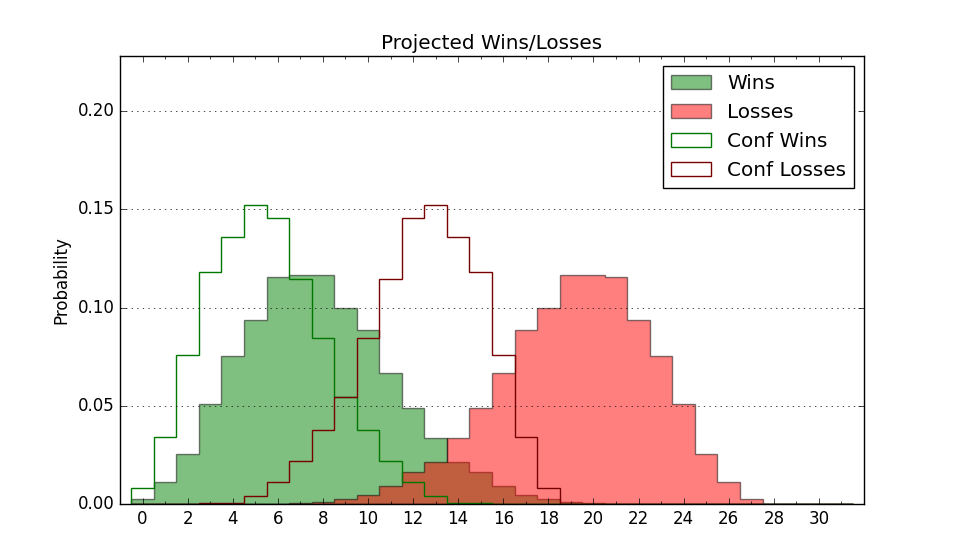 Projected Wins/Losses
Wins
Losses
Conf Wins
Conf Losses
Probability
0.20
0.15
0.10
0.05
0.00
0 2 4 6 8 10 12 14 16 18 20 22 24 26 28 30